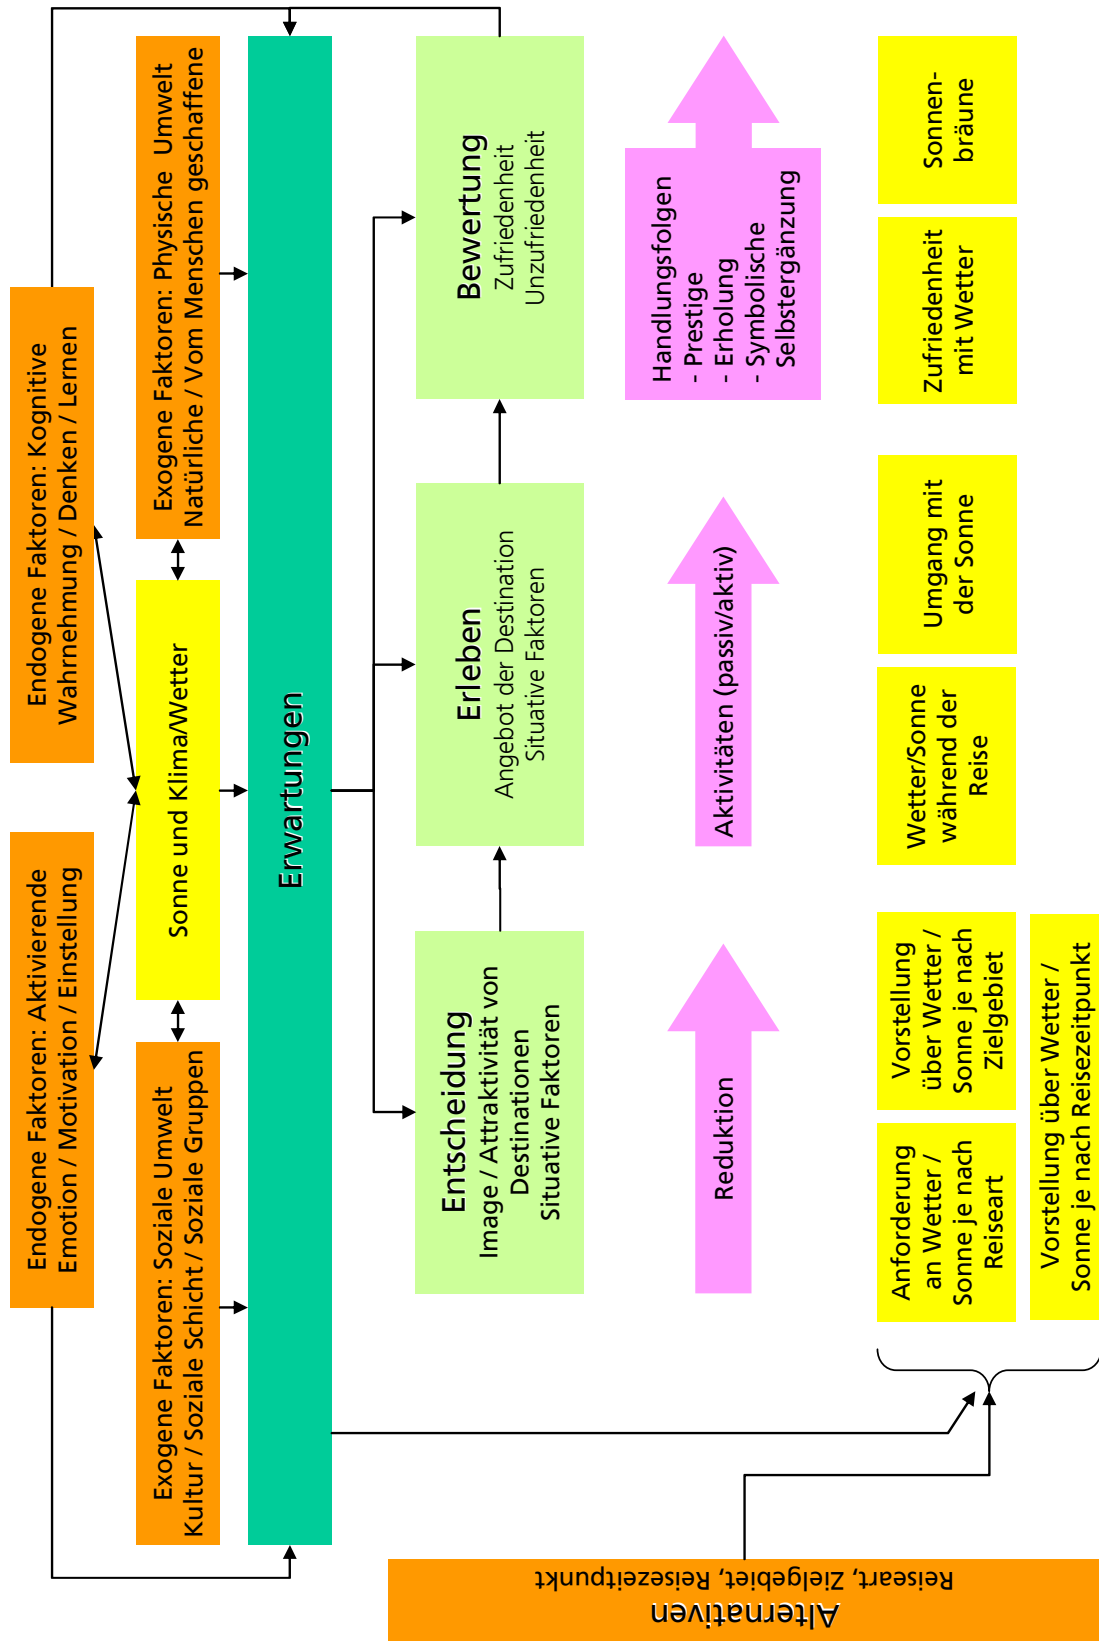 Endogene Faktoren: Aktivierende
Emotion / Motivation / Einstellung
Endogene Faktoren: Kognitive
Wahrnehmung / Denken / Lernen
Exogene Faktoren: Soziale Umwelt
Kultur / Soziale Schicht / Soziale Gruppen
Sonne und Klima/Wetter
Exogene Faktoren: Physische Umwelt
Natürliche / Vom Menschen geschaffene
Erwartungen
Entscheidung
Image / Attraktivität von
Destinationen
Situative Faktoren
Erleben
Angebot der Destination
Situative Faktoren
Bewertung
Zufriedenheit
Unzufriedenheit
Reduktion
Aktivitäten (passiv/aktiv)
Handlungsfolgen
- Prestige
- Erholung
- Symbolische
Selbstergänzung
Alternativen
Reiseart, Zielgebiet, Reisezeitpunkt
Anforderung
an Wetter /
Sonne je nach
Reiseart
Vorstellung
über Wetter /
Sonne je nach
Zielgebiet
Wetter/Sonne
während der
Reise
Umgang mit
der Sonne
Zufriedenheit
mit Wetter
Sonnen-
bräune
Vorstellung über Wetter /
Sonne je nach Reisezeitpunkt